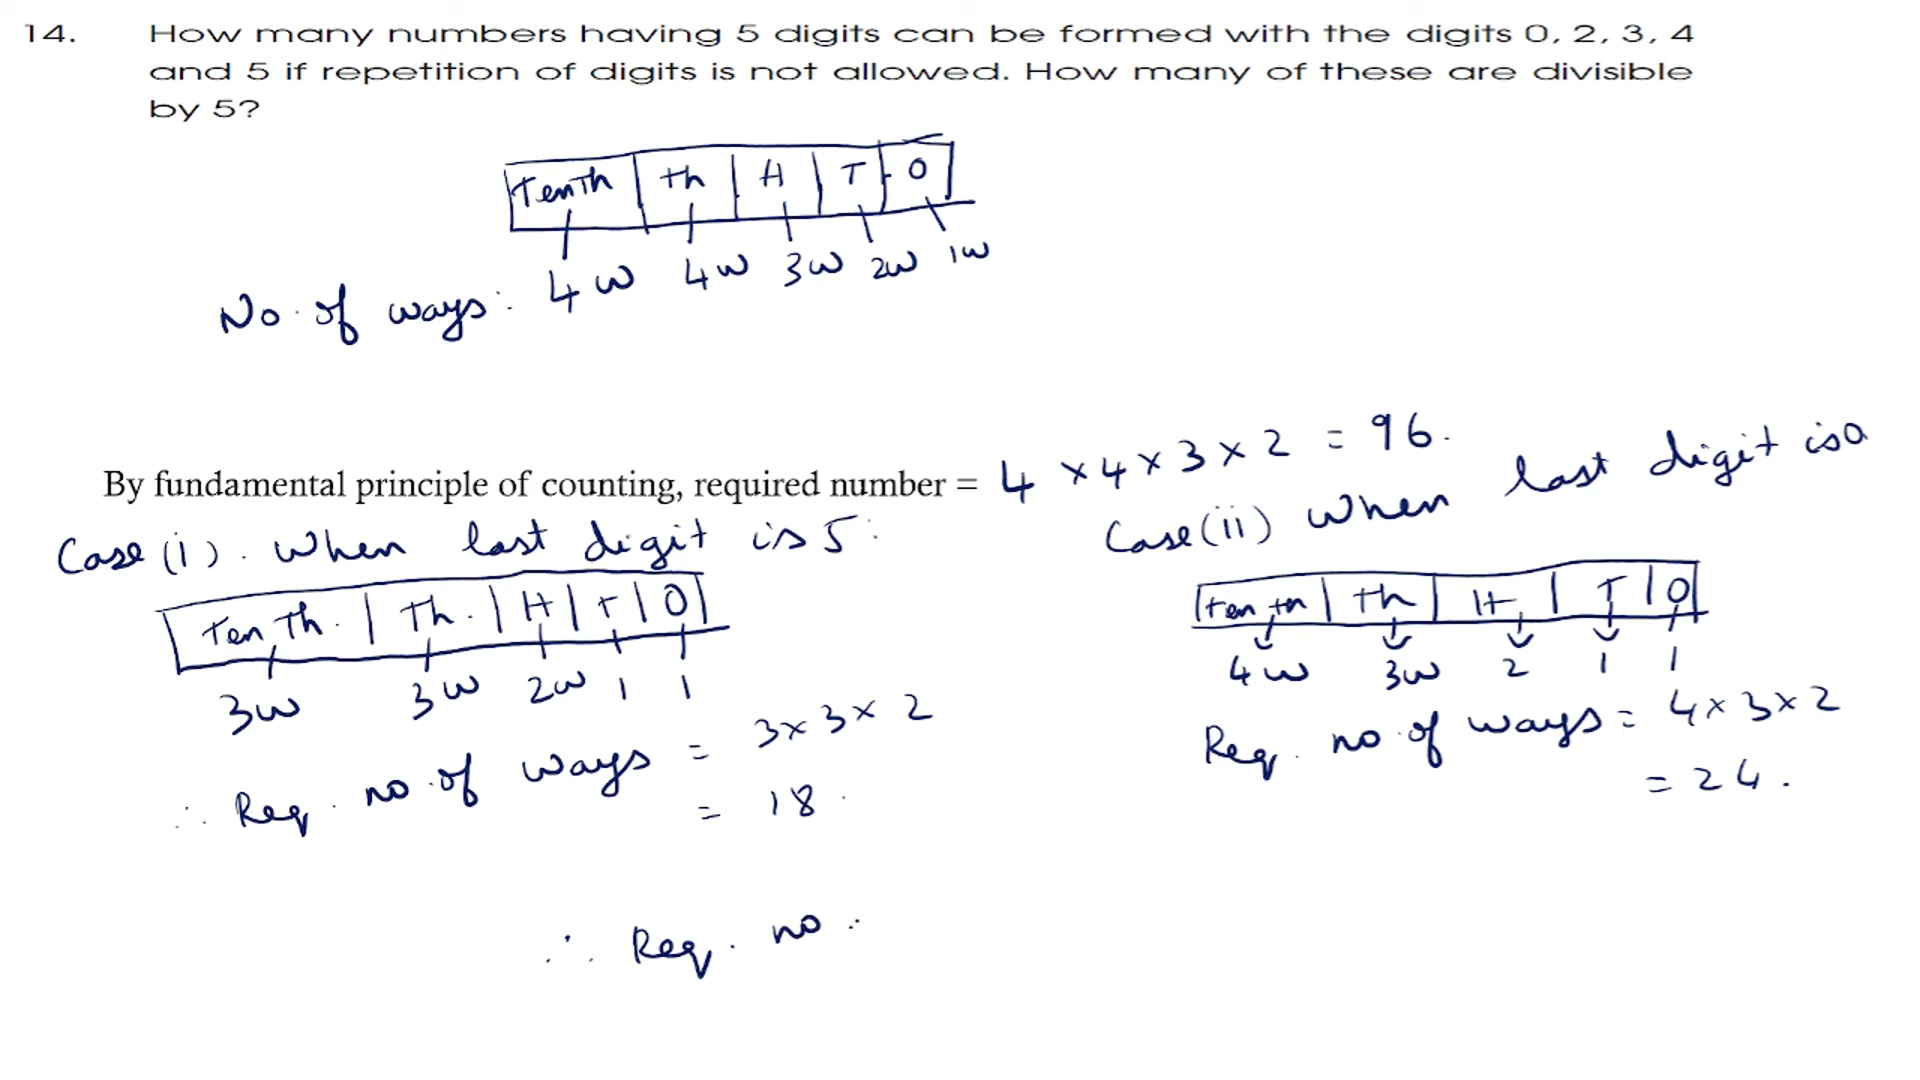 14. How many numbers having 5 digits can be formed with the digits 0, 2, 3, 4
and 5 if repetition of digits is not allowed. How many of these are divisible
by 5?
TenTh | th | H | T | O
No. of ways: 4 w 4w 3w 2w 1w
By fundamental principle of counting, required number = 4 x 4 x 3 x 2 = 96.
Case (i). When last digit is 5:
Ten Th. | Th. | H | T | O
3w 3w 2w 1 1
∴ Req. no. of ways = 3x 3x 2
= 18.
Case (ii) When last digit is 0
Ten th | th | H | T | O
4w 3w 2 1 1
Req. no. of ways = 4x 3x 2
= 24.
∴ Req. no.